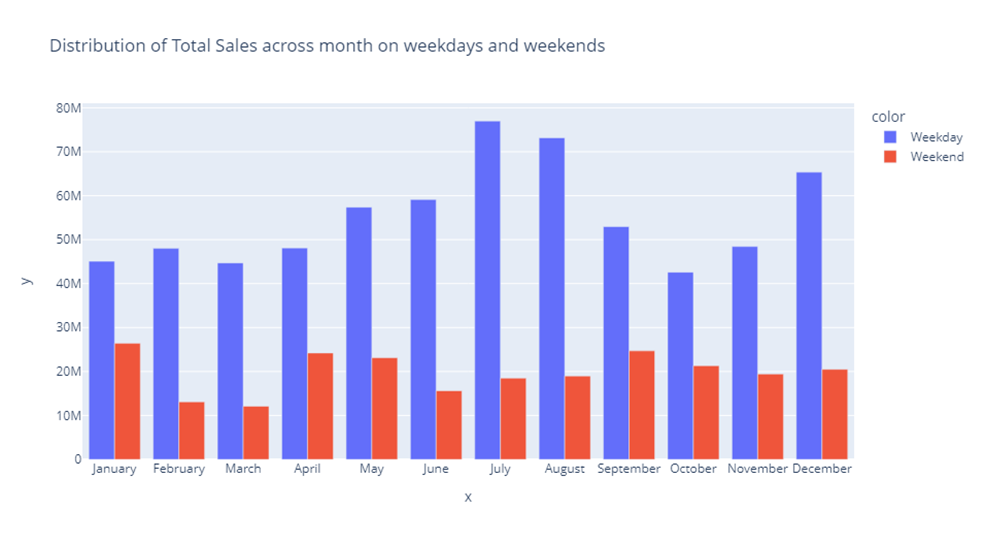 Distribution of Total Sales across month on weekdays and weekends
80M
70M
60M
50M
40M
30M
20M
10M
0
y
January February March April May June July August September October November December
x
color
Weekday
Weekend